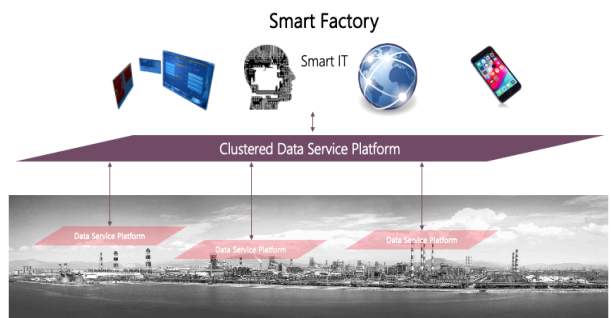 Smart Factory
Smart IT
Clustered Data Service Platform
Data Service Platform
Data Service Platform
Data Service Platform